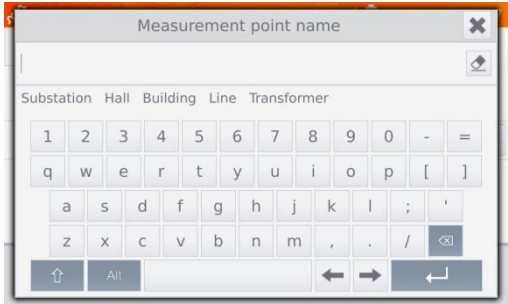 Measurement point name
Substation Hall Building Line Transformer
1 2 3 4 5 6 7 8 9 0 - =
q w e r t y u i o p [ ]
a s d f g h j k l ; '
z x c v b n m , . /
Alt